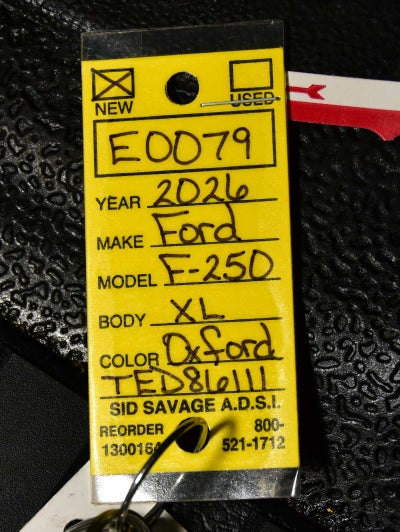 NEW USED
E0079
YEAR 2026
MAKE Ford
MODEL F-250
BODY XL
COLOR Oxford
TED86111
SID SAVAGE A.D.S.I.
REORDER 800-
1300164 521-1712